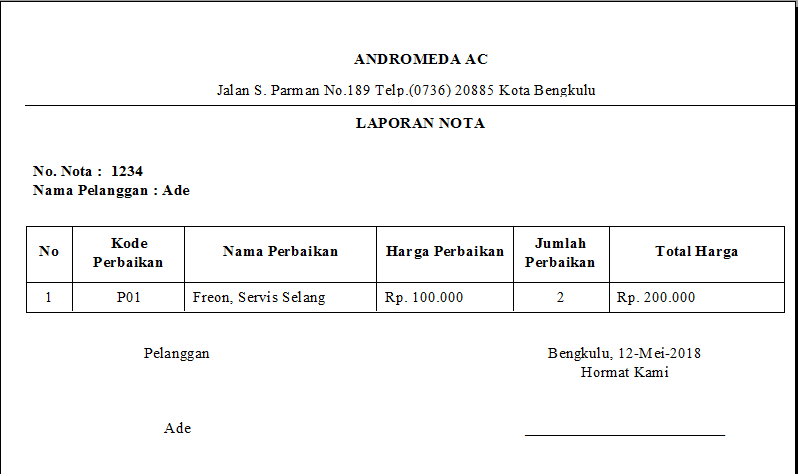 ANDROMEDA AC
Jalan S. Parman No.189 Telp.(0736) 20885 Kota Bengkulu
LAPORAN NOTA
No. Nota : 1234
Nama Pelanggan : Ade
No Kode Perbaikan Nama Perbaikan Harga Perbaikan Jumlah Perbaikan Total Harga
1 P01 Freon, Servis Selang Rp. 100.000 2 Rp. 200.000
Pelanggan Bengkulu, 12-Mei-2018
Hormat Kami
Ade